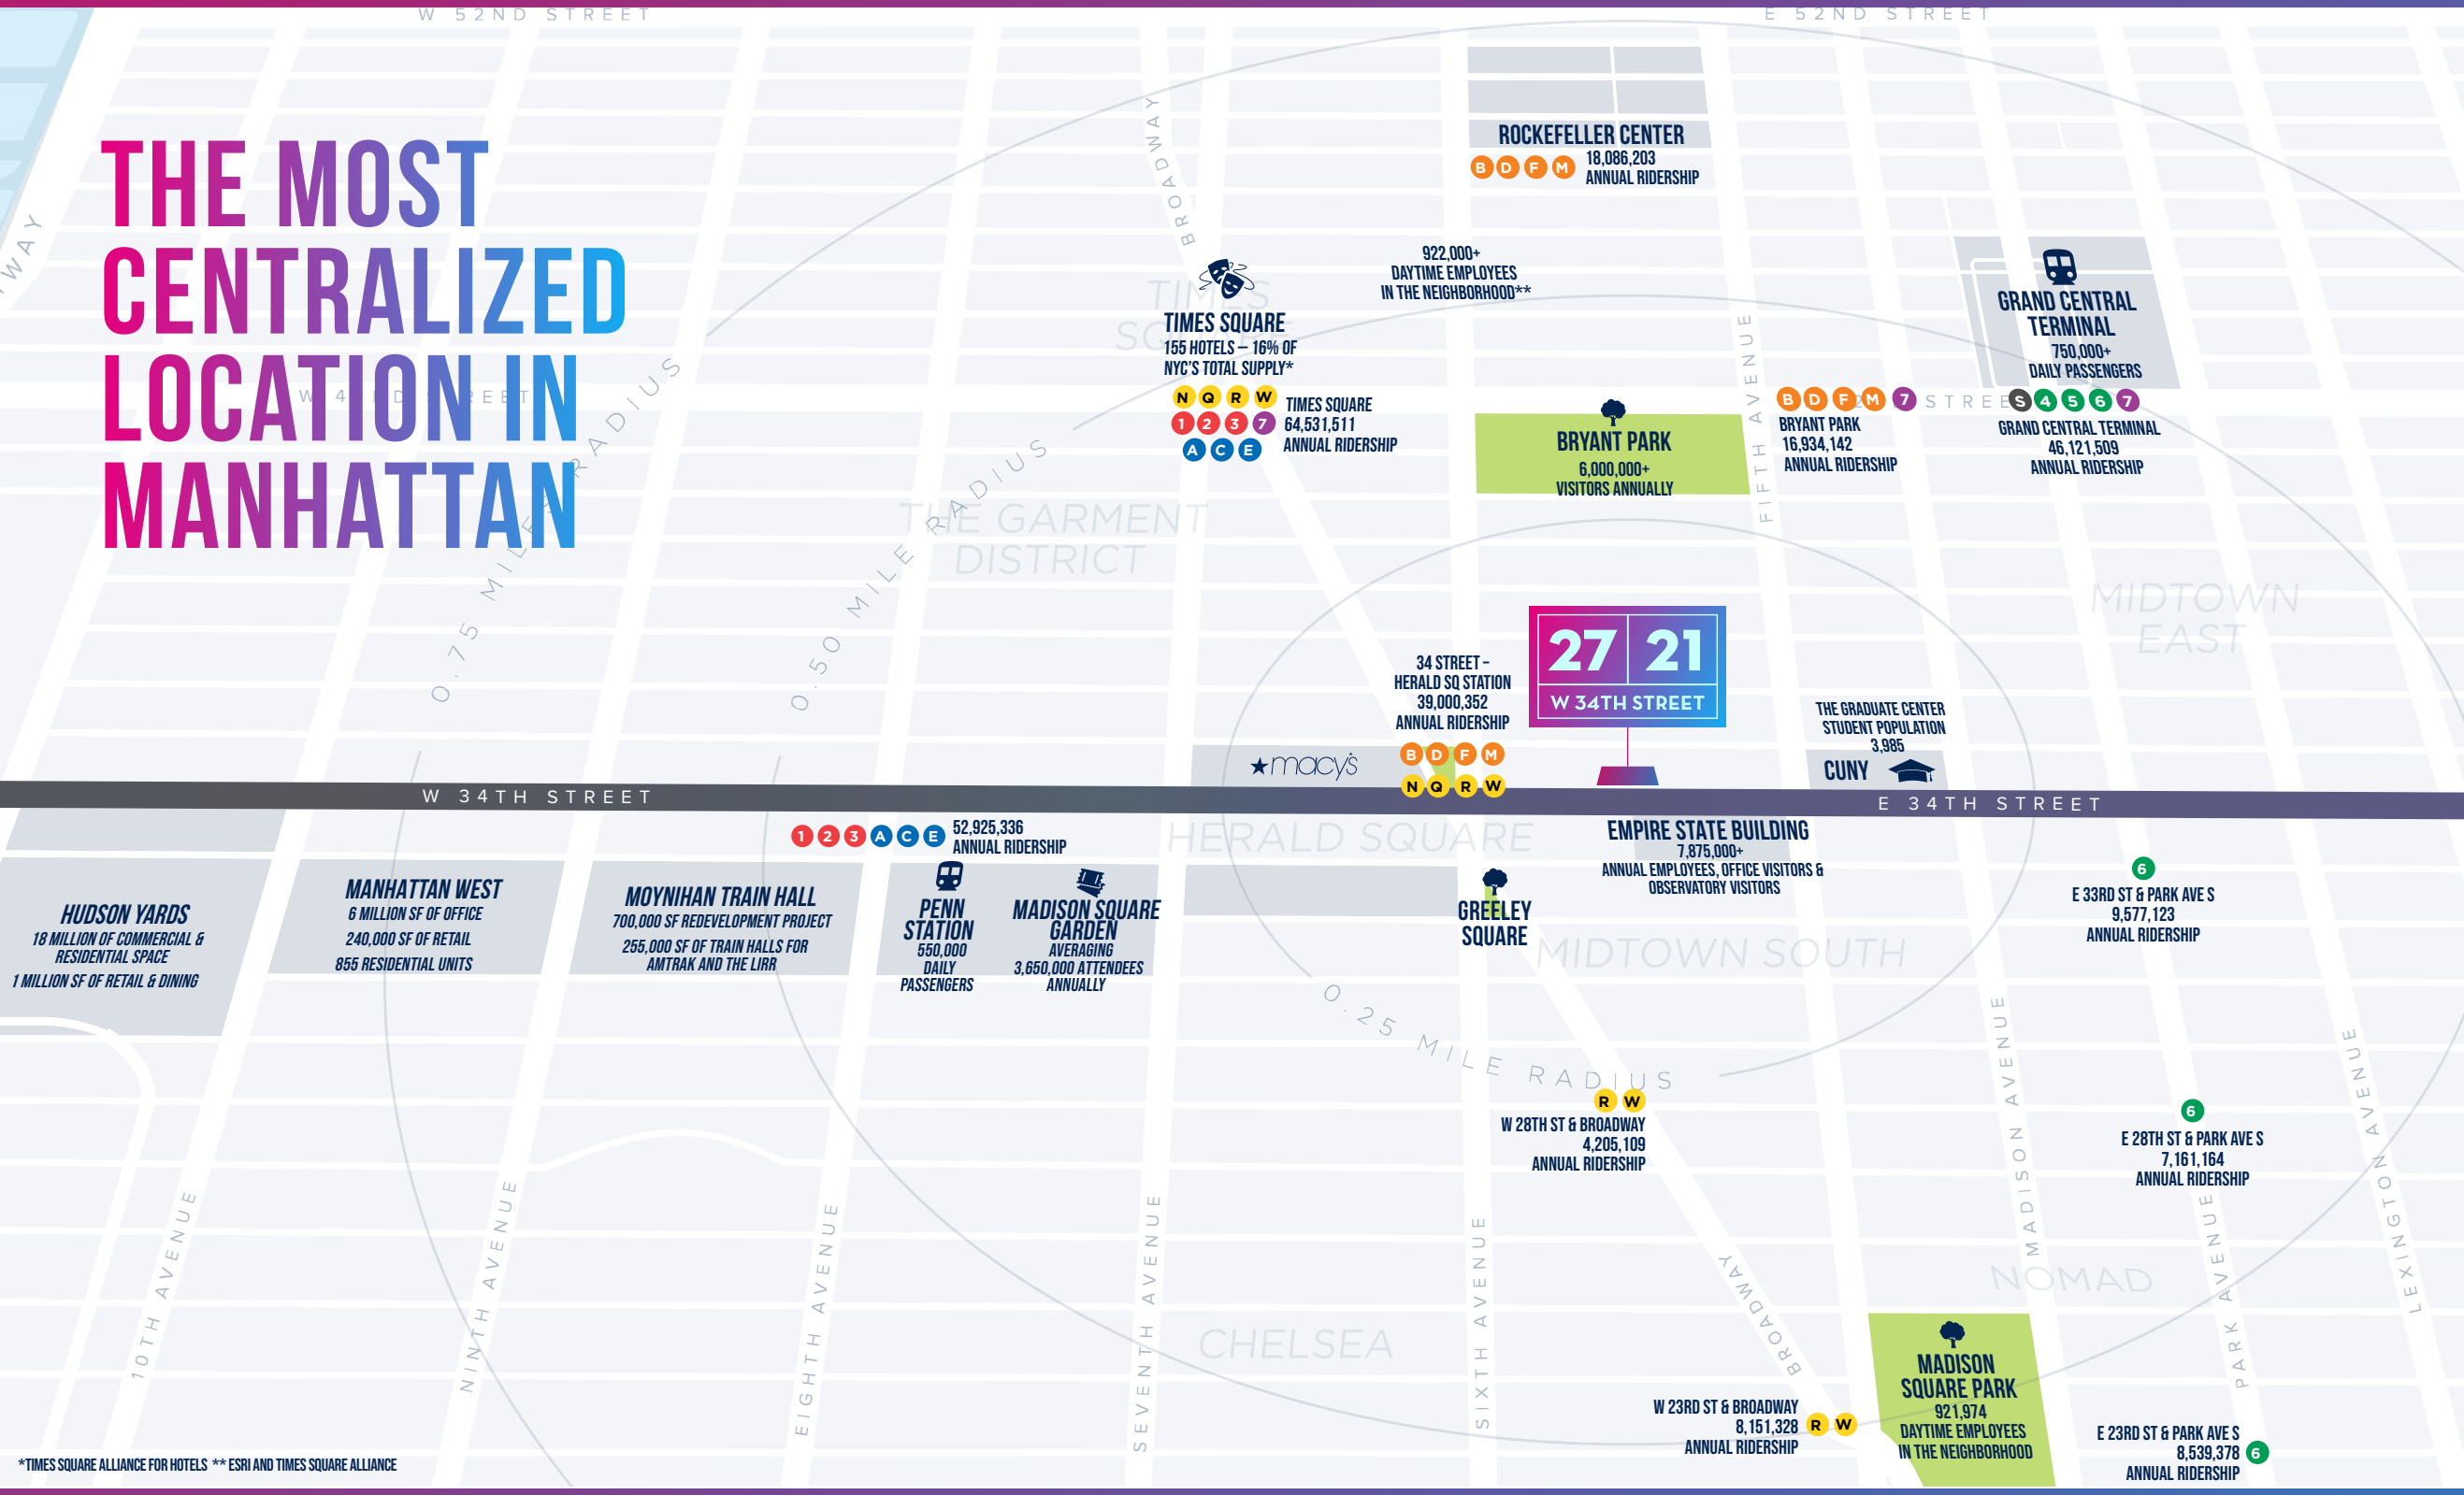 W 52ND STREET
E 52ND STREET
THE MOST
CENTRALIZED
LOCATION IN
MANHATTAN
BROADWAY
ROCKEFELLER CENTER
B D F M
18,086,203
ANNUAL RIDERSHIP
922,000+
DAYTIME EMPLOYEES
IN THE NEIGHBORHOOD**
TIMES
SQUARE
TIMES SQUARE
155 HOTELS – 16% OF
NYC'S TOTAL SUPPLY*
N Q R W
1 2 3 7
A C E
TIMES SQUARE
64,531,511
ANNUAL RIDERSHIP
GRAND CENTRAL
TERMINAL
750,000+
DAILY PASSENGERS
S 4 5 6 7
GRAND CENTRAL TERMINAL
46,121,509
ANNUAL RIDERSHIP
B D F M 7
BRYANT PARK
16,934,142
ANNUAL RIDERSHIP
BRYANT PARK
6,000,000+
VISITORS ANNUALLY
FIFTH AVENUE
0.75 MILE RADIUS
0.50 MILE RADIUS
THE GARMENT
DISTRICT
MIDTOWN
EAST
27 21
W 34TH STREET
34 STREET –
HERALD SQ STATION
39,000,352
ANNUAL RIDERSHIP
B D F M
N Q R W
★macy's
THE GRADUATE CENTER
STUDENT POPULATION
3,985
CUNY
W 34TH STREET
E 34TH STREET
1 2 3 A C E
52,925,336
ANNUAL RIDERSHIP
HERALD SQUARE
EMPIRE STATE BUILDING
7,875,000+
ANNUAL EMPLOYEES, OFFICE VISITORS &
OBSERVATORY VISITORS
HUDSON YARDS
18 MILLION OF COMMERCIAL &
RESIDENTIAL SPACE
1 MILLION SF OF RETAIL & DINING
MANHATTAN WEST
6 MILLION SF OF OFFICE
240,000 SF OF RETAIL
855 RESIDENTIAL UNITS
MOYNIHAN TRAIN HALL
700,000 SF REDEVELOPMENT PROJECT
255,000 SF OF TRAIN HALLS FOR
AMTRAK AND THE LIRR
PENN
STATION
550,000
DAILY
PASSENGERS
MADISON SQUARE
GARDEN
AVERAGING
3,650,000 ATTENDEES
ANNUALLY
GREELEY
SQUARE
MIDTOWN SOUTH
6
E 33RD ST & PARK AVE S
9,577,123
ANNUAL RIDERSHIP
0.25 MILE RADIUS
R W
W 28TH ST & BROADWAY
4,205,109
ANNUAL RIDERSHIP
6
E 28TH ST & PARK AVE S
7,161,164
ANNUAL RIDERSHIP
10TH AVENUE
NINTH AVENUE
EIGHTH AVENUE
SEVENTH AVENUE
SIXTH AVENUE
BROADWAY
MADISON AVENUE
PARK AVENUE
LEXINGTON AVENUE
NOMAD
CHELSEA
MADISON
SQUARE PARK
921,974
DAYTIME EMPLOYEES
IN THE NEIGHBORHOOD
W 23RD ST & BROADWAY
8,151,328
ANNUAL RIDERSHIP
R W
E 23RD ST & PARK AVE S
8,539,378
ANNUAL RIDERSHIP
6
*TIMES SQUARE ALLIANCE FOR HOTELS ** ESRI AND TIMES SQUARE ALLIANCE